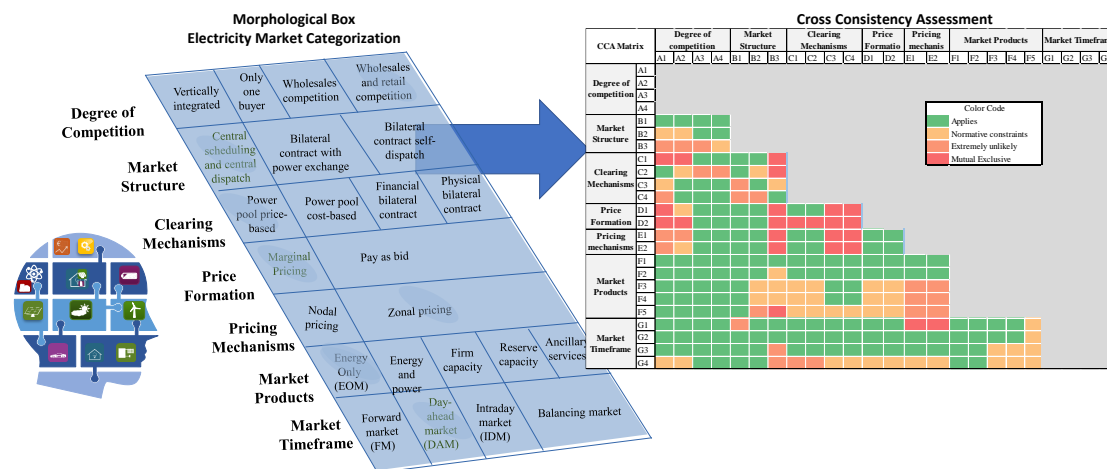 Morphological Box
Electricity Market Categorization
Degree of
Competition
Vertically
integrated
Only
one
buyer
Wholesales
competition
Wholesales
and retail
competition
Market
Structure
Central
scheduling
and central
dispatch
Bilateral
contract with
power exchange
Bilateral
contract self-
dispatch
Clearing
Mechanisms
Power
pool price-
based
Power pool
cost-based
Financial
bilateral
contract
Physical
bilateral
contract
Price
Formation
Marginal
Pricing
Pay as bid
Pricing
Mechanisms
Nodal
pricing
Zonal pricing
Market
Products
Energy
Only
(EOM)
Energy
and
power
Firm
capacity
Reserve
capacity
Ancillary
services
Market
Timeframe
Forward
market
(FM)
Day-
ahead
market
(DAM)
Intraday
market
(IDM)
Balancing market
Cross Consistency Assessment
CCA Matrix
Degree of
competition
Market
Structure
Clearing
Mechanisms
Price
Formatio
Pricing
mechanis
Market Products
Market Timefram
A1 A2 A3 A4 B1 B2 B3 C1 C2 C3 C4 D1 D2 E1 E2 F1 F2 F3 F4 F5 G1 G2 G3 G
Degree of
competition
A1
A2
A3
A4
Market
Structure
B1
B2
B3
Clearing
Mechanisms
C1
C2
C3
C4
Price
Formation
D1
D2
Pricing
mechanisms
E1
E2
Market
Products
F1
F2
F3
F4
F5
Market
Timeframe
G1
G2
G3
G4
Color Code
Applies
Normative constraints
Extremely unlikely
Mutual Exclusive